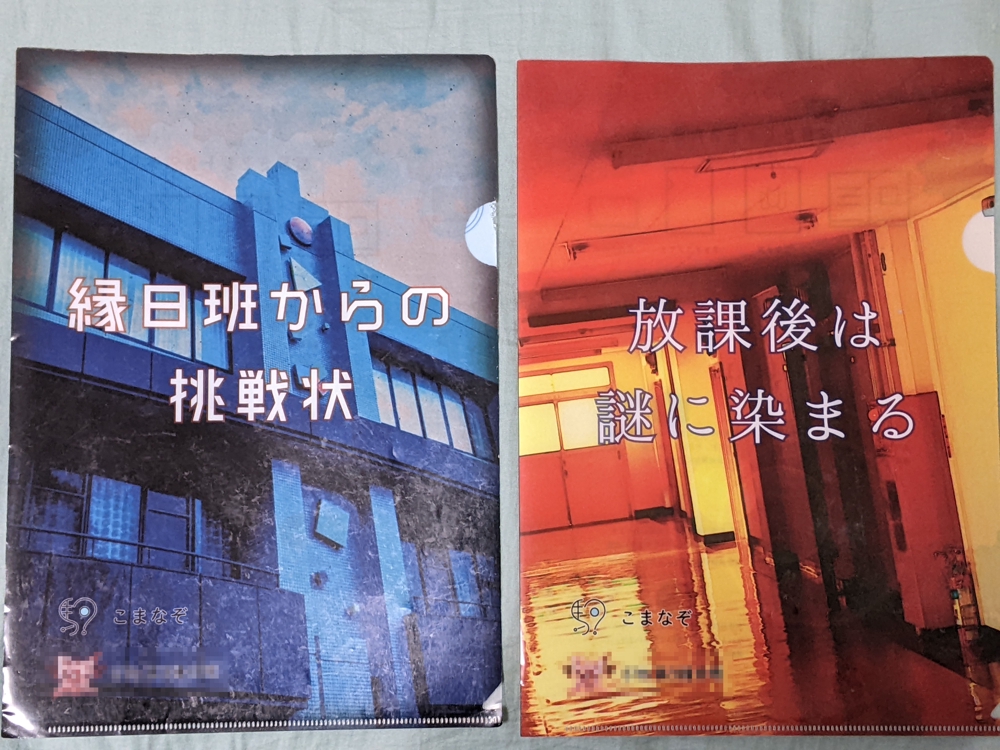 縁日班からの
挑戦状
こまなぞ
放課後は
謎に染まる
こまなぞ